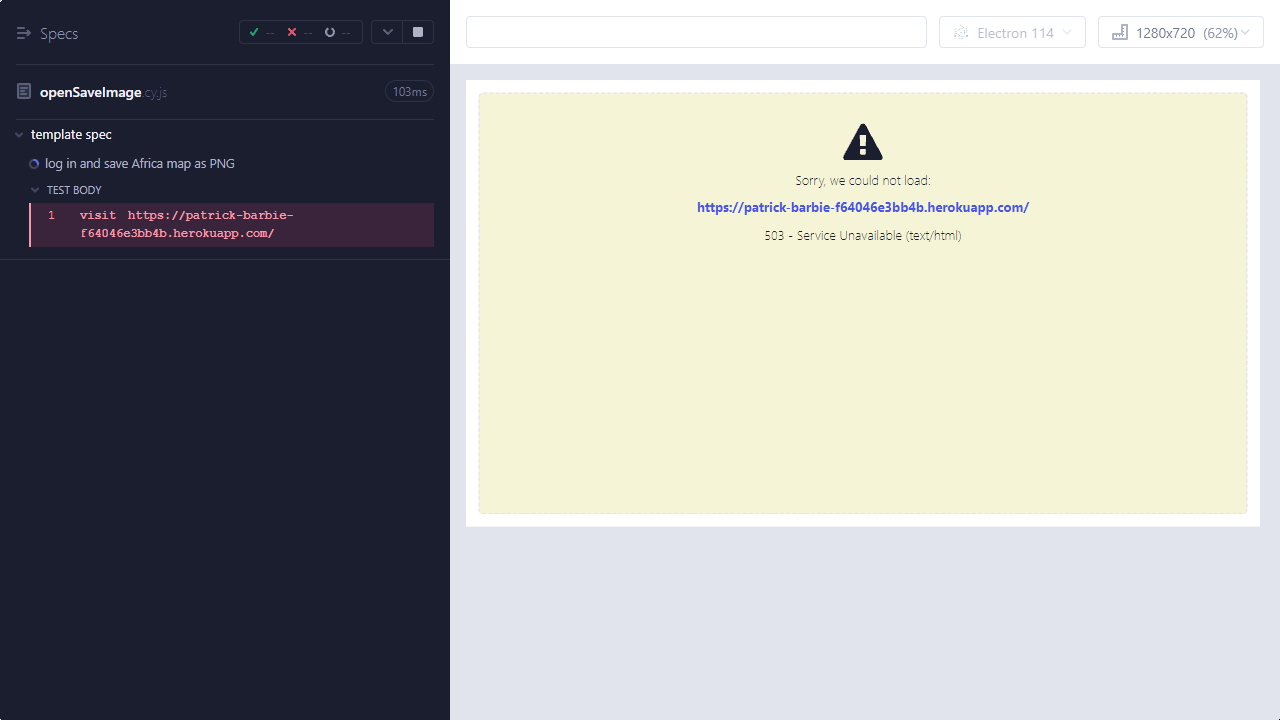 Specs
-- -- --
openSaveImage.cy.js 103ms
template spec
log in and save Africa map as PNG
TEST BODY
1 visit https://patrick-barbie-
f64046e3bb4b.herokuapp.com/
Electron 114
1280x720 (62%)
Sorry, we could not load:
https://patrick-barbie-f64046e3bb4b.herokuapp.com/
503 - Service Unavailable (text/html)